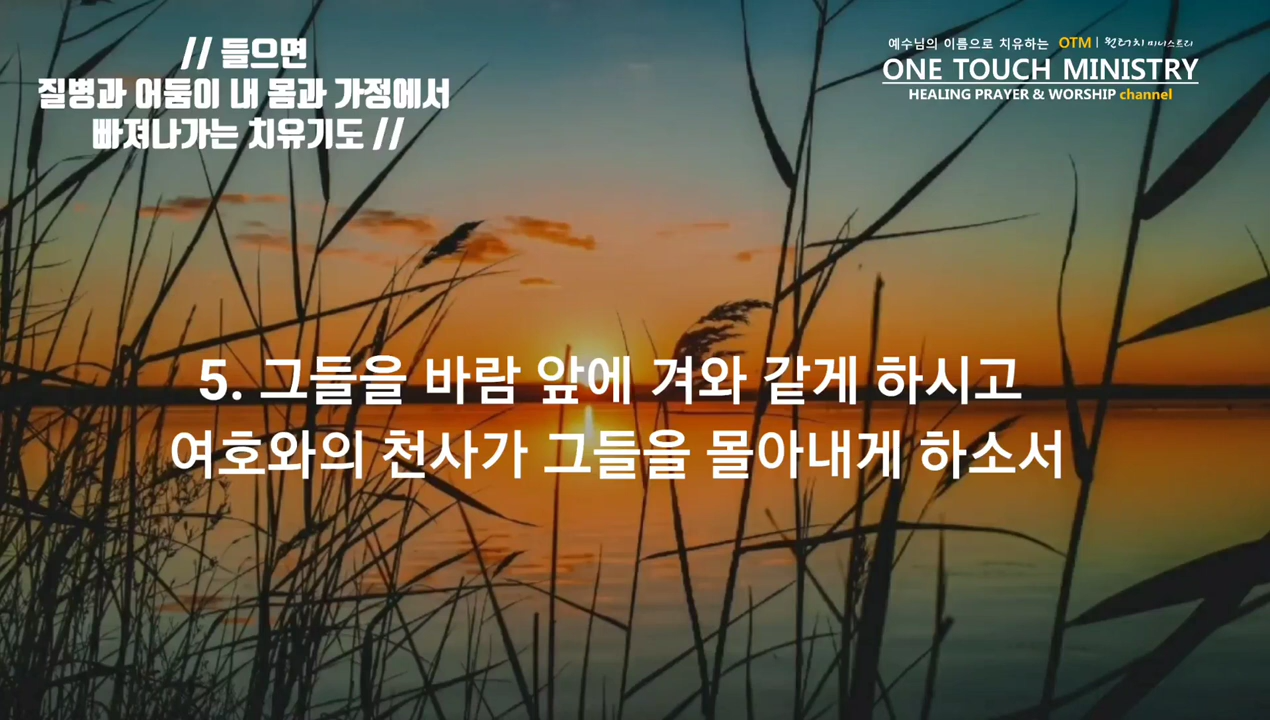 // 들으면
질병과 어둠이 내 몸과 가정에서
빠져나가는 치유기도 //
예수님의 이름으로 치유하는 OTM | 원터치 미니스트리
ONE TOUCH MINISTRY
HEALING PRAYER & WORSHIP channel
5. 그들을 바람 앞에 겨와 같게 하시고
여호와의 천사가 그들을 몰아내게 하소서